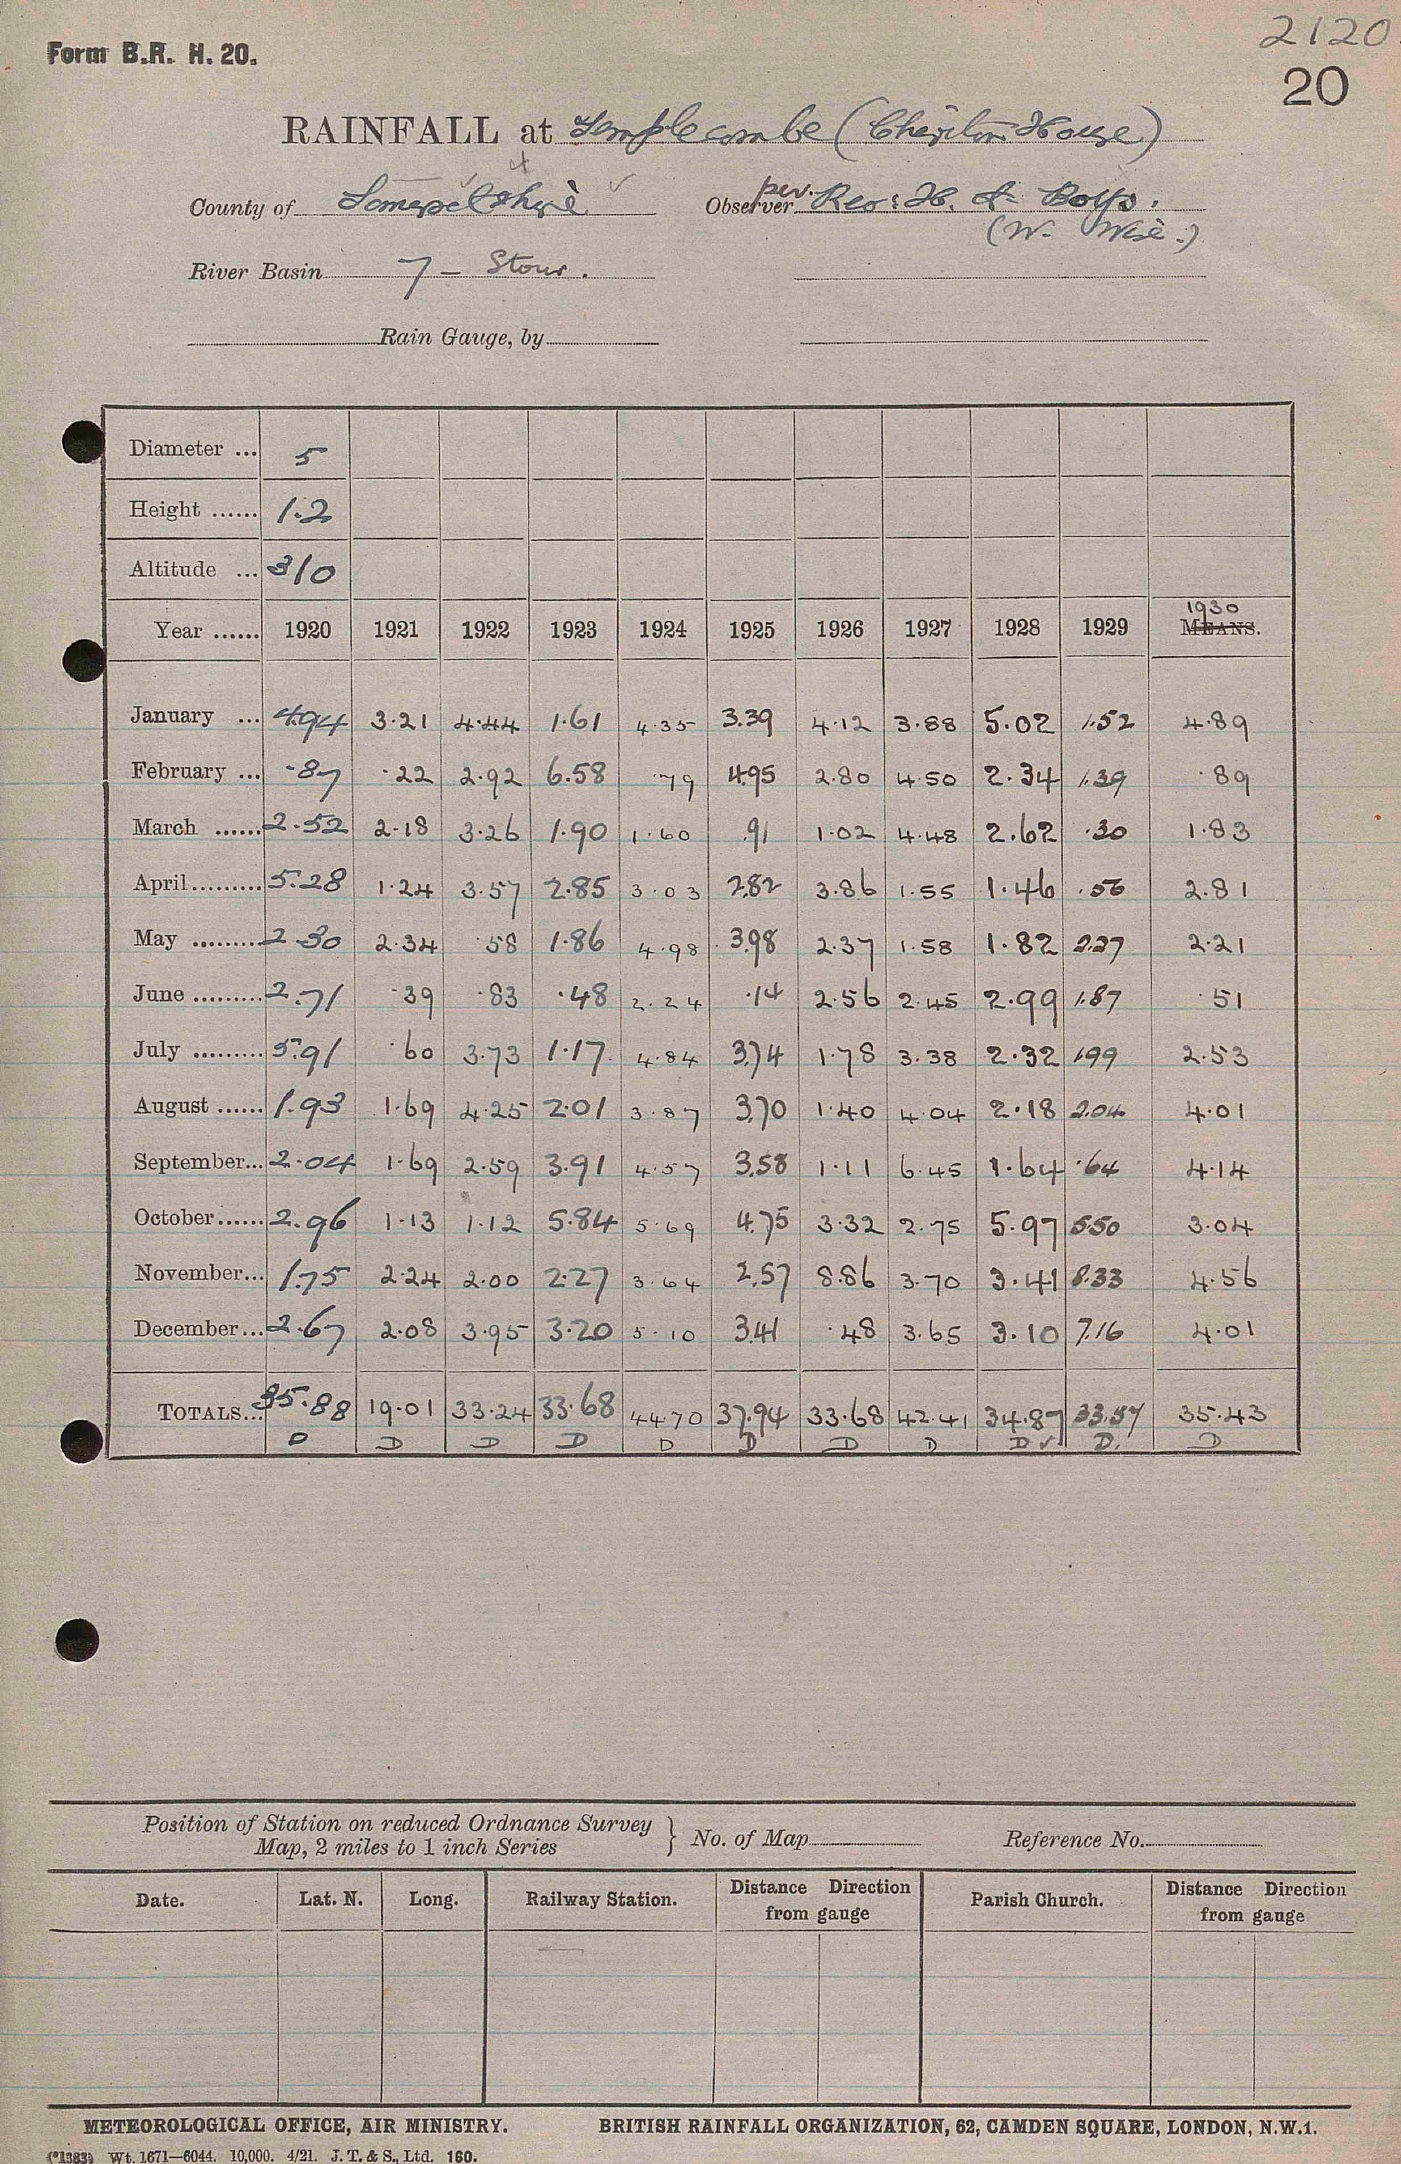 2120
Form B.R. H. 20.
20
RAINFALL at Templecombe (Cheriton House)
County of Somersetshire
per. Observer Rev: H. A. Boys.
(W. Wise.)
River Basin 7 - Stour.
Rain Gauge, by
Diameter ... 5
Height ...... 1.2
Altitude ... 310
1930
Year ...... 1920 1921 1922 1923 1924 1925 1926 1927 1928 1929 MEANS.
January ... 4.94 3.21 4.44 1.61 4.35 3.39 4.12 3.88 5.02 1.52 4.89
February ... .87 .22 2.92 6.58 .79 4.95 2.80 4.50 2.34 1.39 .89
March ...... 2.52 2.18 3.26 1.90 1.60 .91 1.02 4.48 2.62 .30 1.83
April......... 5.28 1.24 3.57 2.85 3.03 2.82 3.86 1.55 1.46 .56 2.81
May ......... 2.30 2.34 .58 1.86 4.98 3.98 2.37 1.58 1.82 2.27 2.21
June ......... 2.71 .39 .83 .48 2.24 .14 2.56 2.45 2.99 1.87 .51
July ......... 5.91 .60 3.73 1.17 4.84 3.74 1.78 3.38 2.32 1.99 2.53
August ...... 1.93 1.69 4.25 2.01 3.87 3.70 1.40 4.04 2.18 2.04 4.01
September... 2.04 1.69 2.59 3.91 4.57 3.58 1.11 6.45 1.64 .64 4.14
October...... 2.96 1.13 1.12 5.84 5.69 4.75 3.32 2.75 5.97 5.50 3.04
November... 1.75 2.24 2.00 2.27 3.64 2.57 8.86 3.70 3.41 8.33 4.56
December... 2.67 2.08 3.95 3.20 5.10 3.41 .48 3.65 3.10 7.16 4.01
TOTALS... 35.88 19.01 33.24 33.68 44.70 37.94 33.68 42.41 34.87 33.57 35.43
D D D D D D D D D ✓ D. D
Position of Station on reduced Ordnance Survey
Map, 2 miles to 1 inch Series } No. of Map Reference No.
Date. Lat. N. Long. Railway Station. Distance Direction from gauge Parish Church. Distance Direction from gauge
METEOROLOGICAL OFFICE, AIR MINISTRY. BRITISH RAINFALL ORGANIZATION, 62, CAMDEN SQUARE, LONDON, N.W.1.
(*1383) Wt. 1671—6044. 10,000. 4/21. J. T. & S., Ltd. 160.